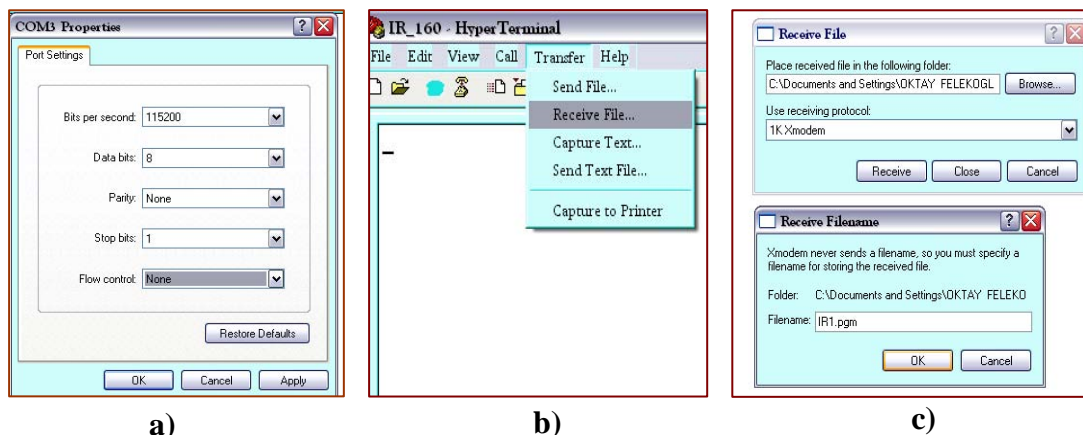 COM3 Properties
Port Settings
Bits per second: 115200
Data bits: 8
Parity: None
Stop bits: 1
Flow control: None
Restore Defaults
OK Cancel Apply
a)
IR_160 - HyperTerminal
File Edit View Call Transfer Help
Send File...
Receive File...
Capture Text...
Send Text File...
Capture to Printer
b)
Receive File
Place received file in the following folder:
C:\Documents and Settings\OKTAY FELEKOGL Browse...
Use receiving protocol:
1K Xmodem
Receive Close Cancel
Receive Filename
Xmodem never sends a filename, so you must specify a
filename for storing the received file.
Folder: C:\Documents and Settings\OKTAY FELEKO
Filename: IR1.pgm
OK Cancel
c)